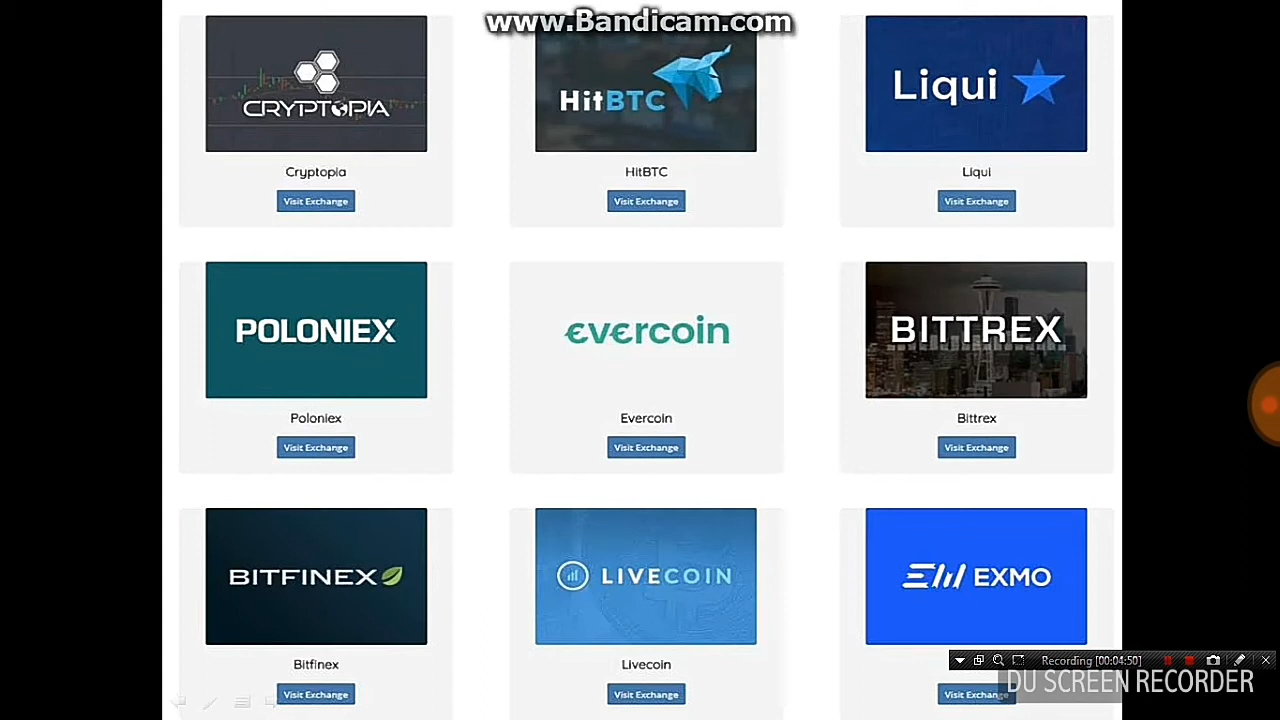 www.Bandicam.com
CRYPTOPIA
HitBTC
Liqui
Cryptopia
HitBTC
Liqui
Visit Exchange
Visit Exchange
Visit Exchange
POLONIEX
evercoin
BITTREX
Poloniex
Evercoin
Bittrex
Visit Exchange
Visit Exchange
Visit Exchange
BITFINEX
LIVECOIN
EXMO
Bitfinex
Livecoin
Recording [00:04:50]
Visit Exchange
Visit Exchange
Visit Exchange
DU SCREEN RECORDER